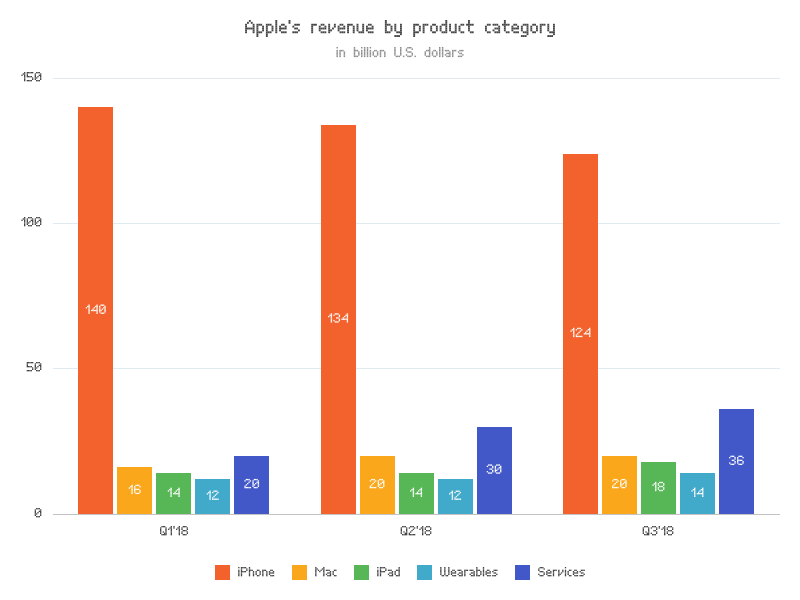 Apple's revenue by product category
in billion U.S. dollars
150
100
50
0
140
16
14
12
20
134
20
14
12
30
124
20
18
14
36
Q1'18
Q2'18
Q3'18
iPhone
Mac
iPad
Wearables
Services